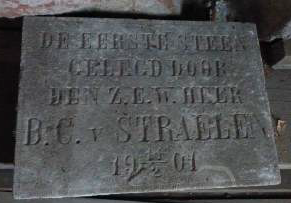 DE EERSTE STEEN
GELEGD DOOR
DEN Z.E.W. HEER
B.C. v STRAELEN
19 01